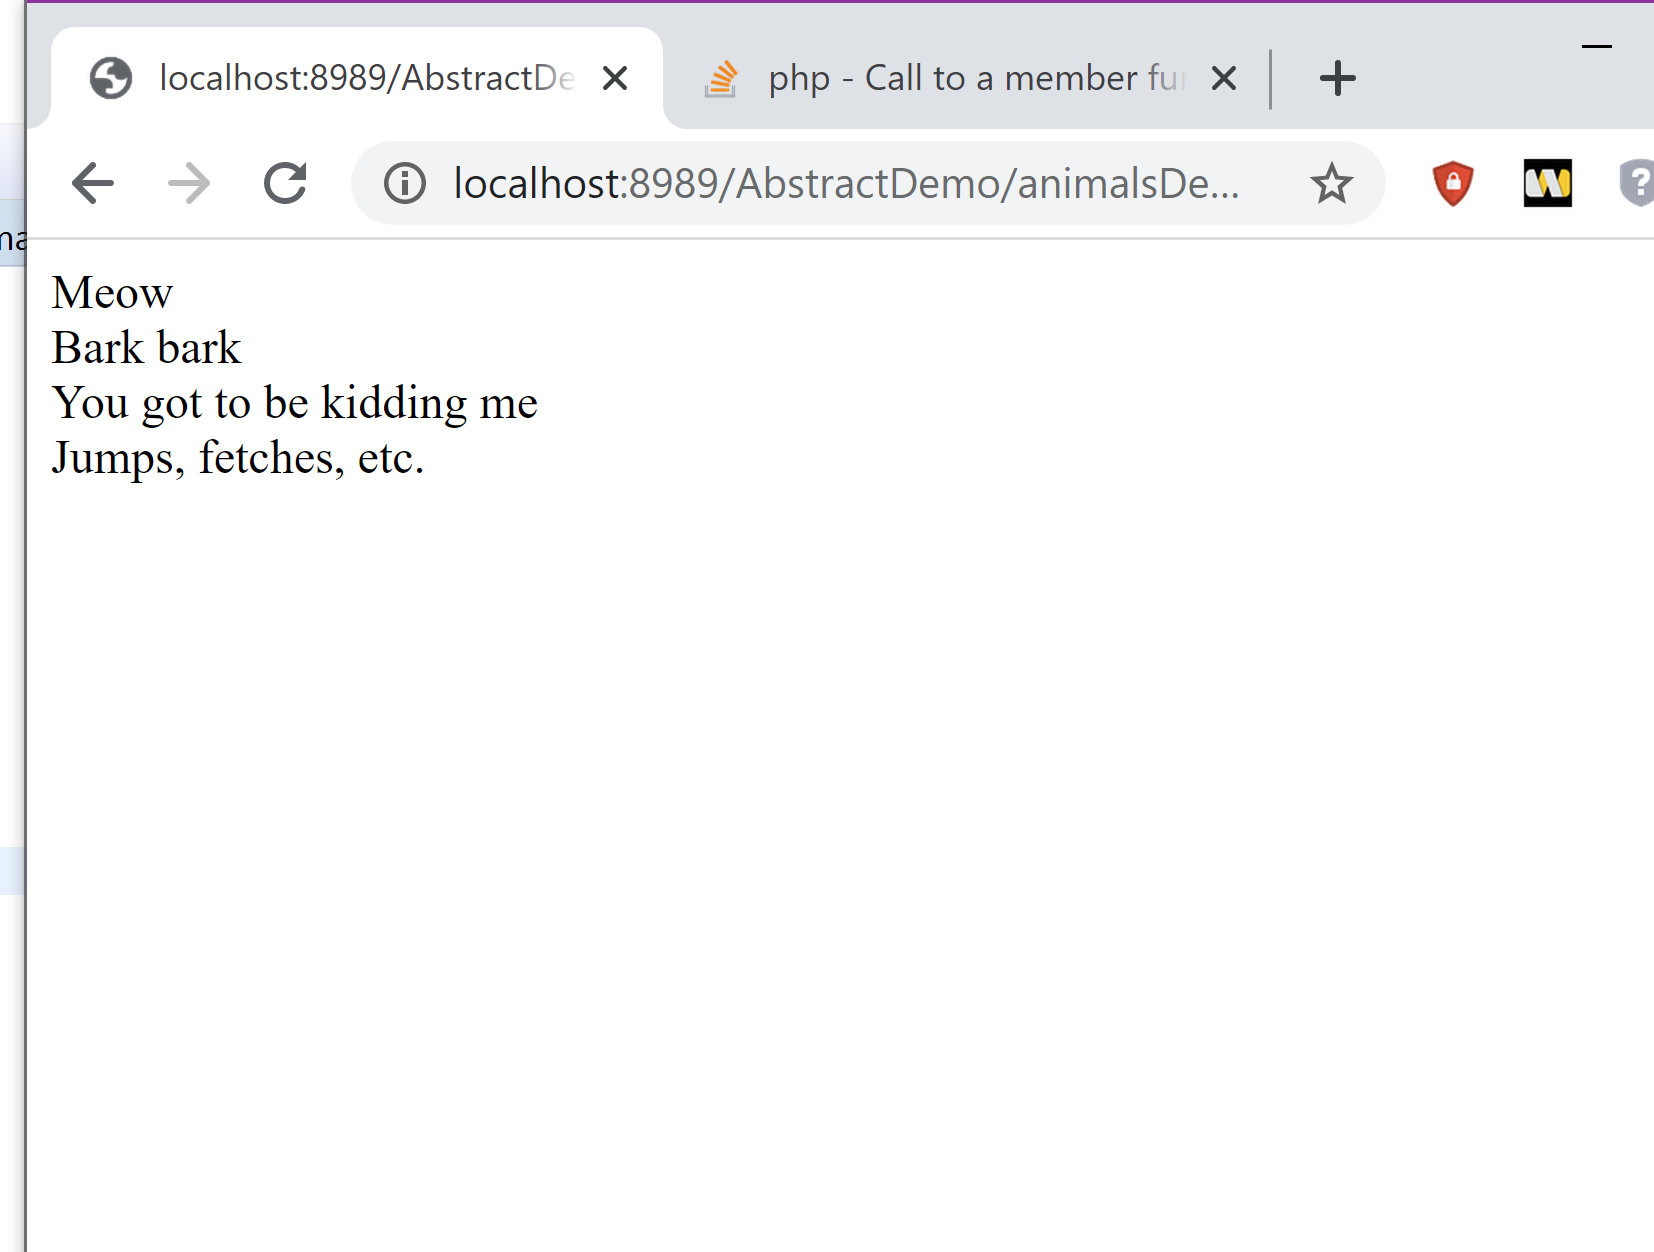 localhost:8989/AbstractDe
php - Call to a member fu
localhost:8989/AbstractDemo/animalsDe...
Meow
Bark bark
You got to be kidding me
Jumps, fetches, etc.